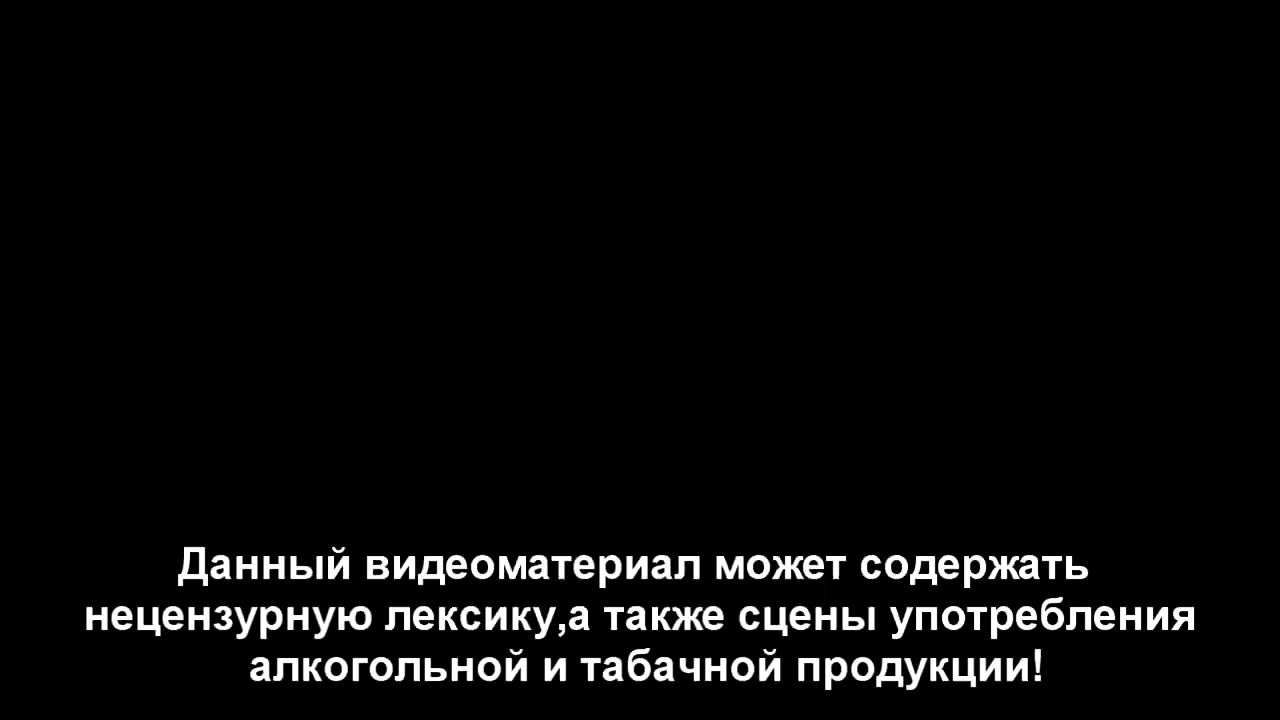 Данный видеоматериал может содержать
нецензурную лексику,а также сцены употребления
алкогольной и табачной продукции!